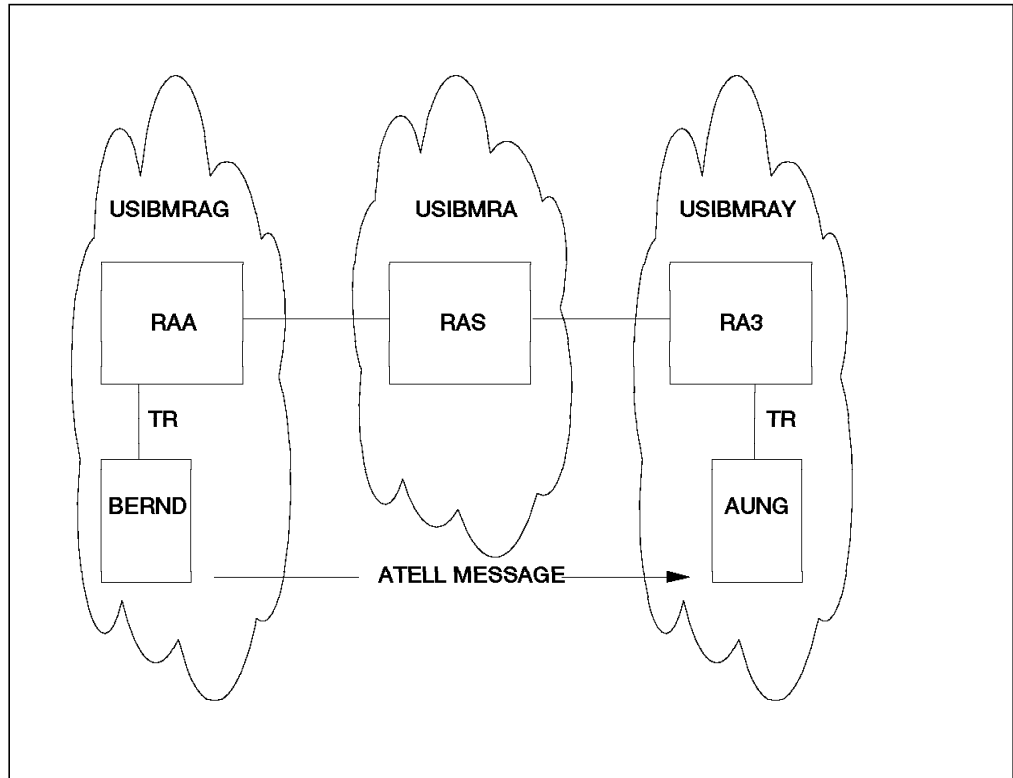 USIBMRAG USIBMRA USIBMRAY
RAA RAS RA3
TR TR
BERND AUNG
ATELL MESSAGE